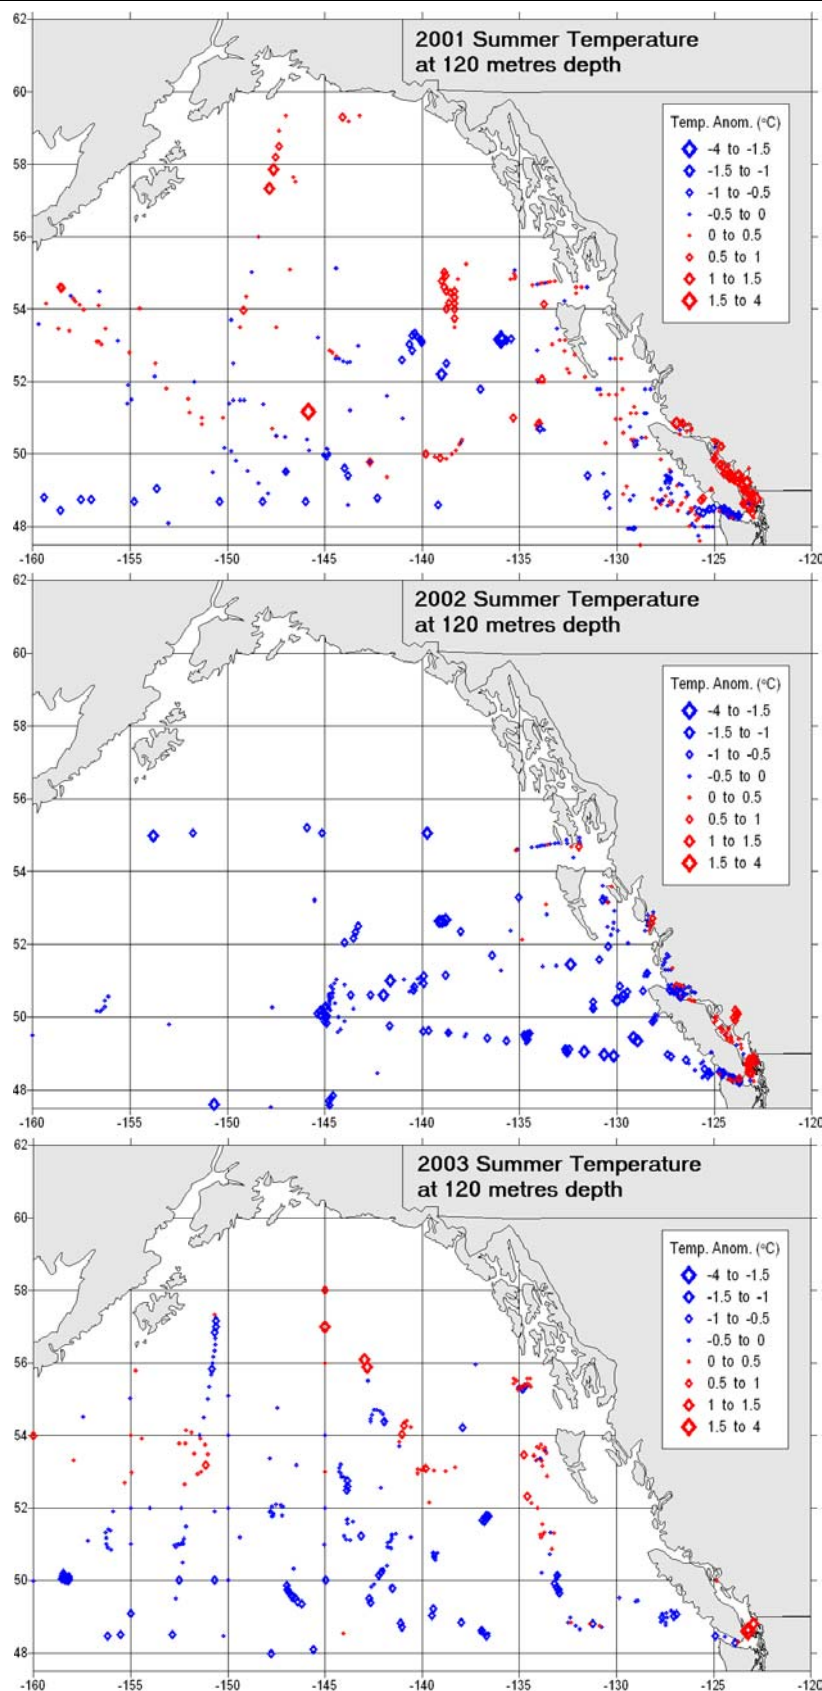 62
2001 Summer Temperature
at 120 metres depth
60
Temp. Anom. (°C)
-4 to -1.5
-1.5 to -1
58
-1 to -0.5
-0.5 to 0
0 to 0.5
56
0.5 to 1
1 to 1.5
1.5 to 4
54
52
50
48
-160 -155 -150 -145 -140 -135 -130 -125 -120
62
2002 Summer Temperature
at 120 metres depth
60
Temp. Anom. (°C)
-4 to -1.5
-1.5 to -1
58
-1 to -0.5
-0.5 to 0
0 to 0.5
56
0.5 to 1
1 to 1.5
1.5 to 4
54
52
50
48
-160 -155 -150 -145 -140 -135 -130 -125 -120
62
2003 Summer Temperature
at 120 metres depth
60
Temp. Anom. (°C)
-4 to -1.5
-1.5 to -1
58
-1 to -0.5
-0.5 to 0
0 to 0.5
56
0.5 to 1
1 to 1.5
1.5 to 4
54
52
50
48
-160 -155 -150 -145 -140 -135 -130 -125 -120